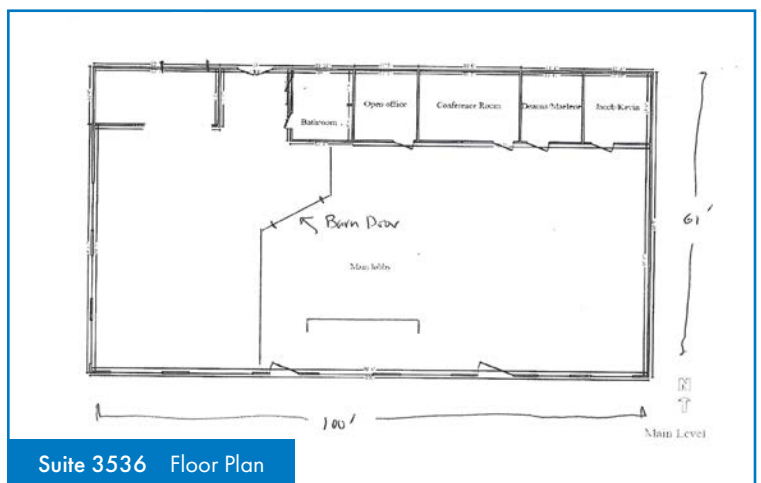 Bathroom
Open office
Conference Room
Deanna/Marlene
Jacob/Kevin
Barn Door
Main lobby
61'
100'
N
Main Level
Suite 3536 Floor Plan